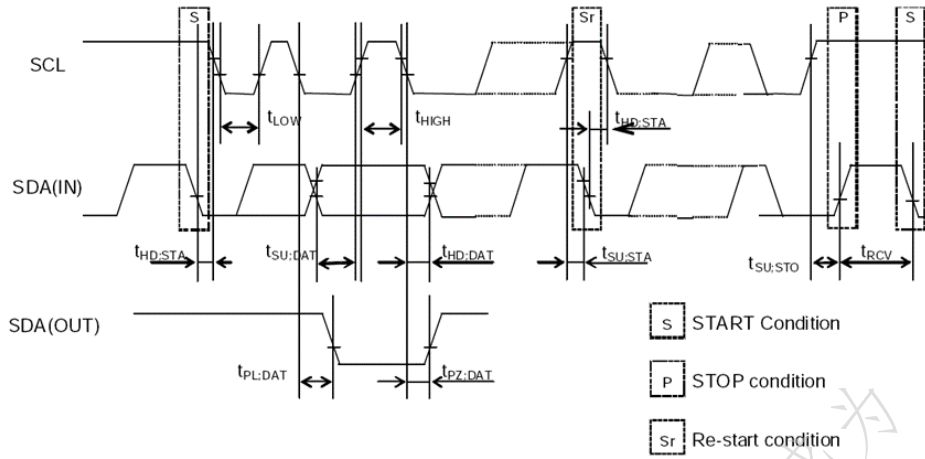 S Sr P S
SCL
tLOW tHIGH tHD:STA
SDA(IN)
tHD:STA tSU:DAT tHD:DAT tSU:STA tSU:STO tRCV
SDA(OUT)
tPL:DAT tPZ:DAT
S START Condition
P STOP condition
Sr Re-start condition